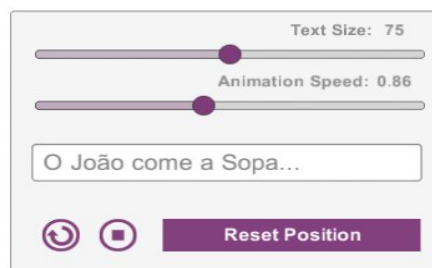 Text Size: 75
Animation Speed: 0.86
O João come a Sopa...
Reset Position